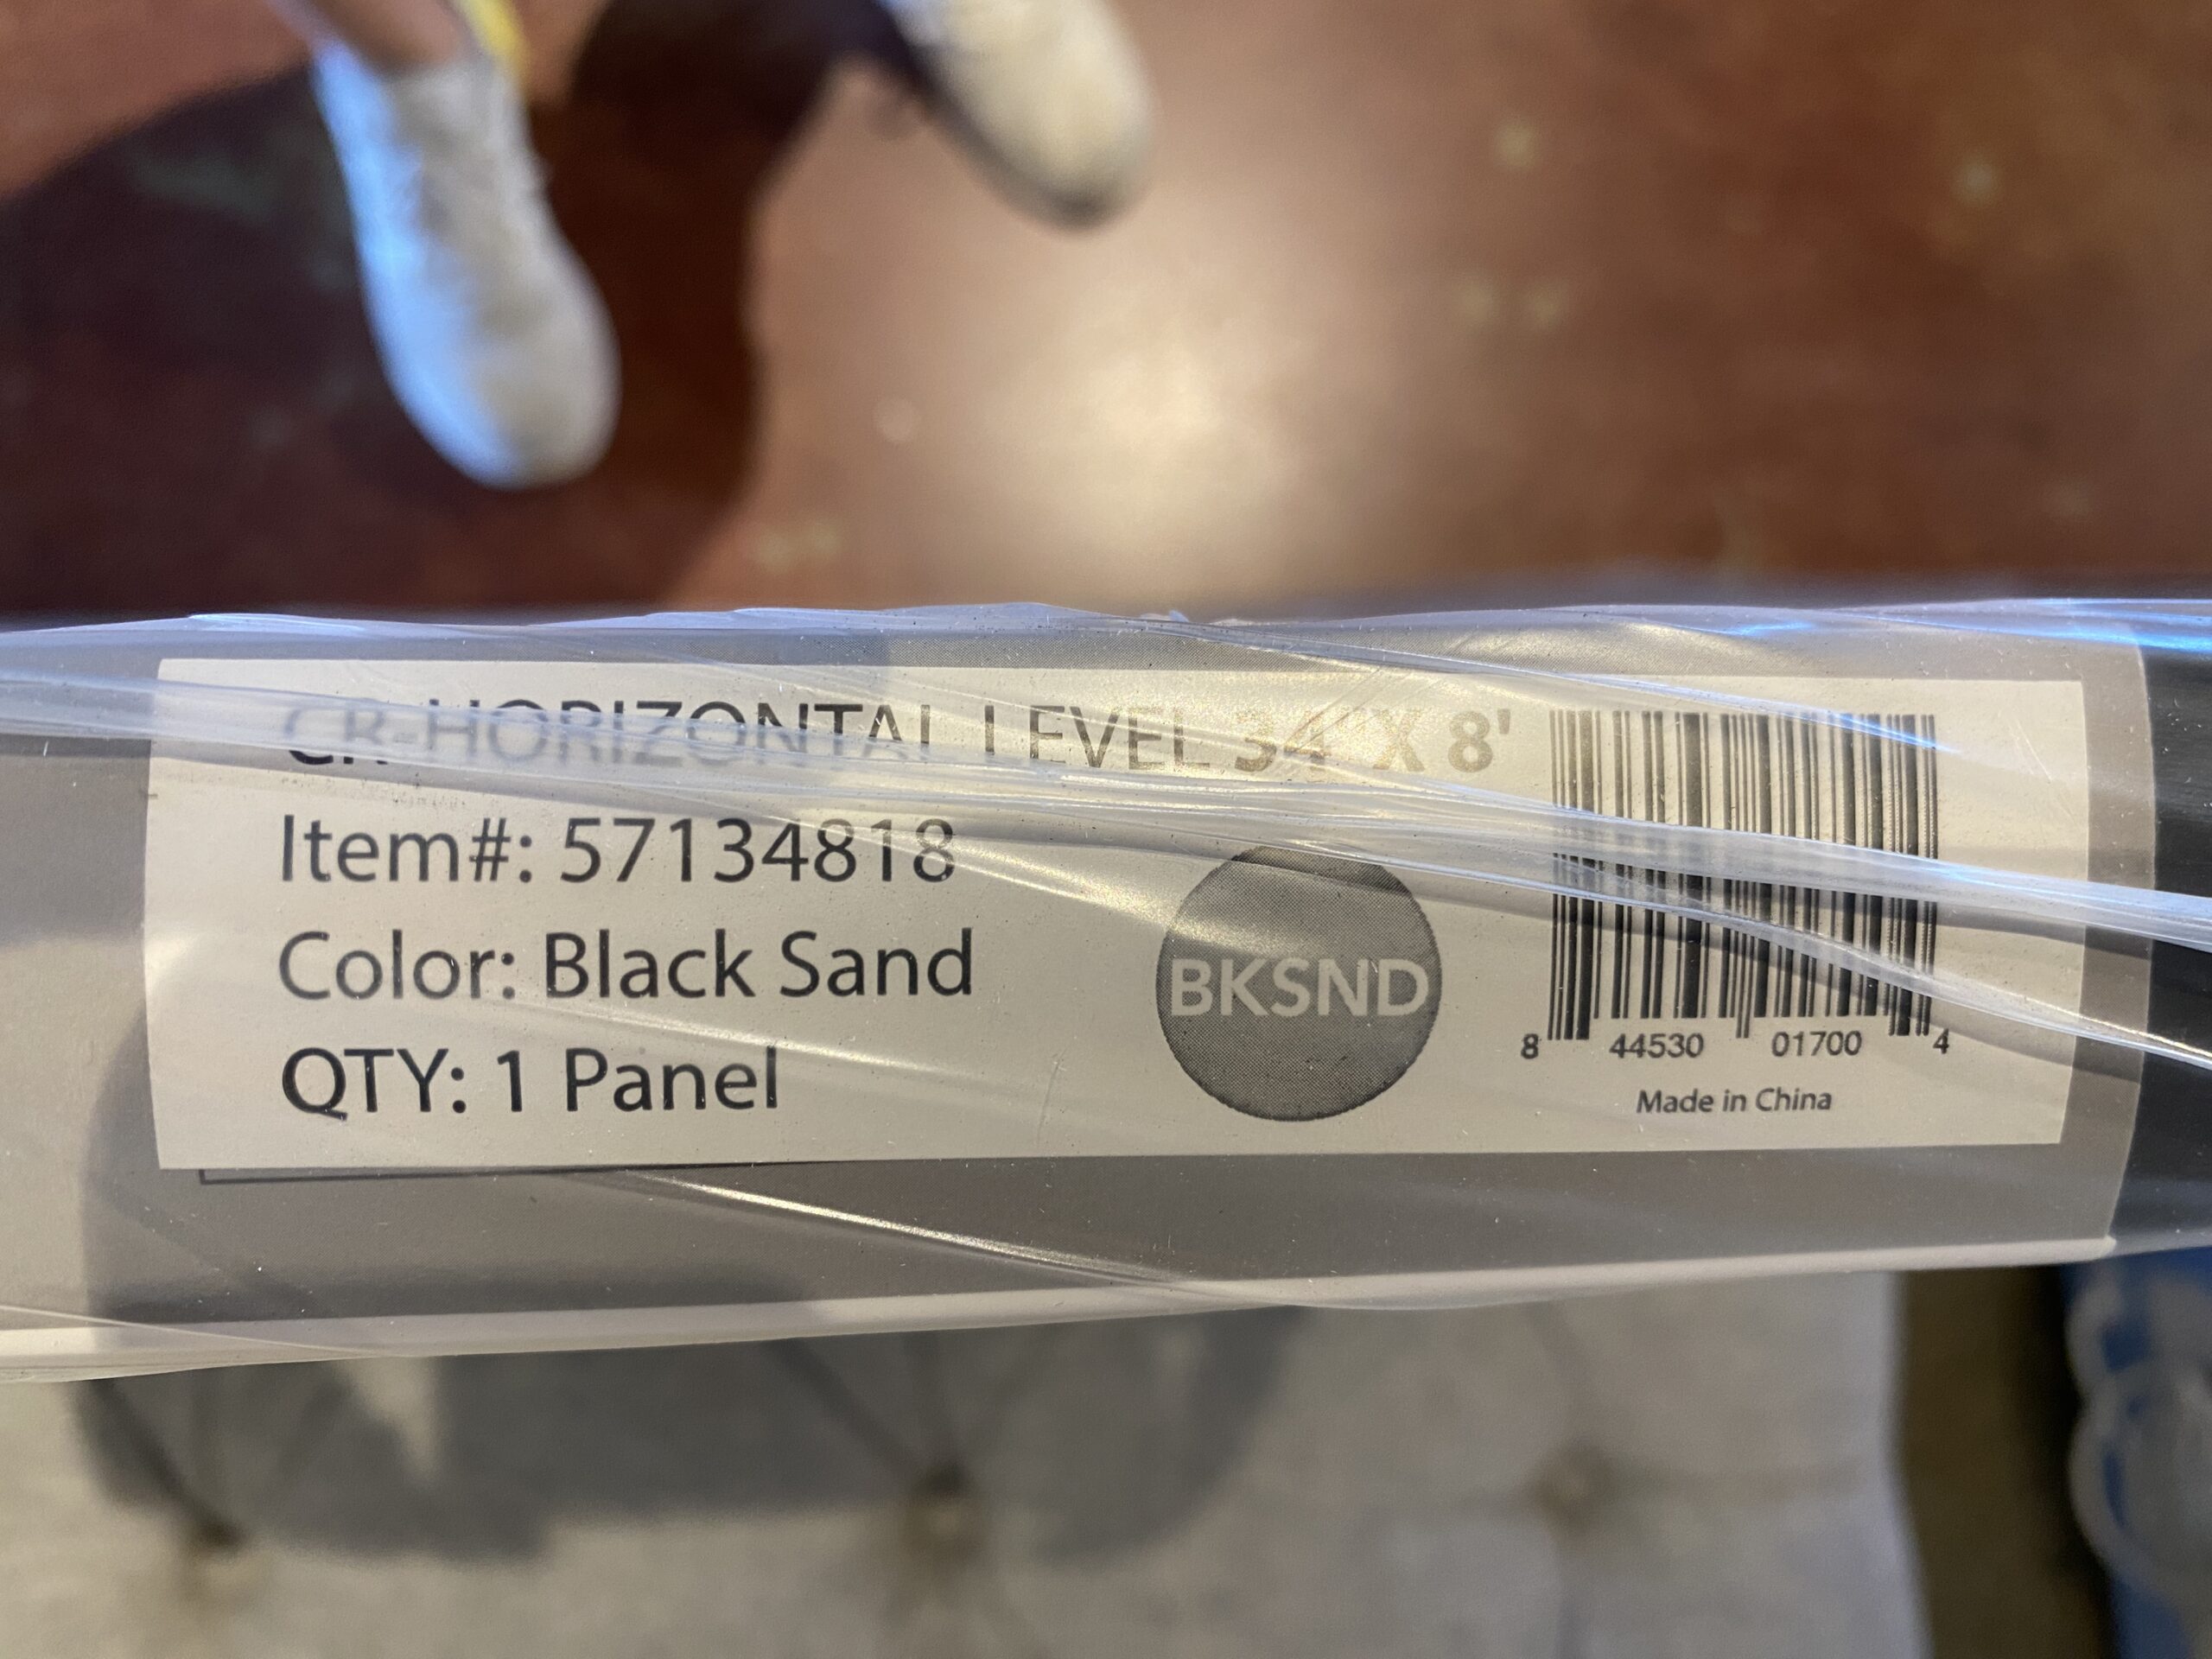 CR-HORIZONTAL LEVEL 34"X 8'
Item#: 57134818
Color: Black Sand
QTY: 1 Panel
BKSND
8 44530 01700 4
Made in China